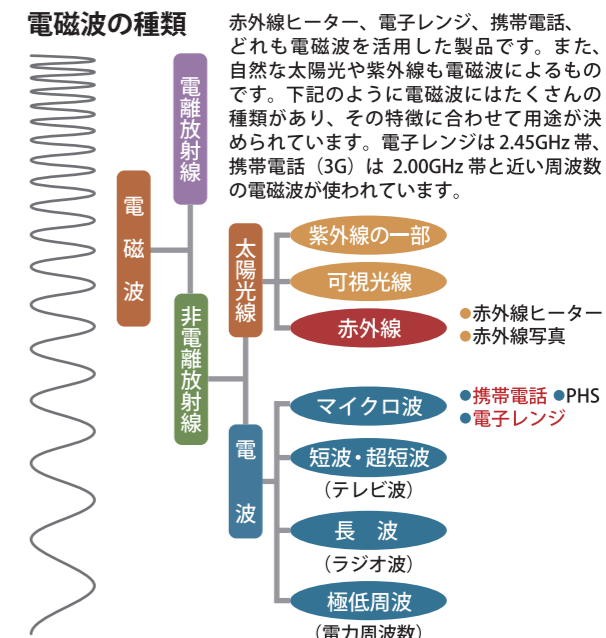 電磁波の種類
赤外線ヒーター、電子レンジ、携帯電話、
どれも電磁波を活用した製品です。また、
自然な太陽光や紫外線も電磁波によるもの
です。下記のように電磁波にはたくさんの
種類があり、その特徴に合わせて用途が決
められています。電子レンジは 2.45GHz 帯、
携帯電話（3G）は 2.00GHz 帯と近い周波数
の電磁波が使われています。
電磁波
電離放射線
非電離放射線
太陽光線
紫外線の一部
可視光線
赤外線
●赤外線ヒーター
●赤外線写真
電波
マイクロ波
●携帯電話 ●PHS
●電子レンジ
短波・超短波
（テレビ波）
長　波
（ラジオ波）
極低周波
（電力周波数）